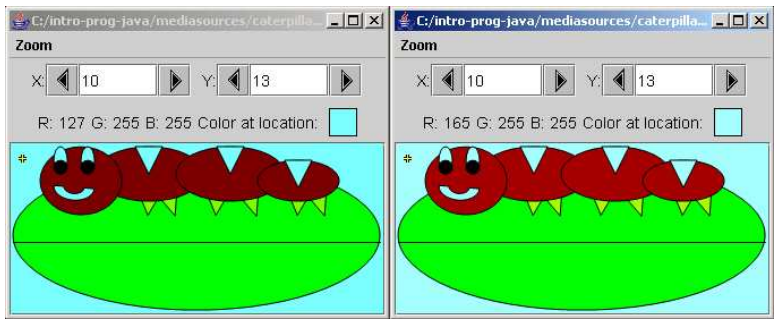 C:/intro-prog-java/mediasources/caterpilla...
Zoom
X: 10 Y: 13
R: 127 G: 255 B: 255 Color at location:
C:/intro-prog-java/mediasources/caterpilla...
Zoom
X: 10 Y: 13
R: 165 G: 255 B: 255 Color at location: